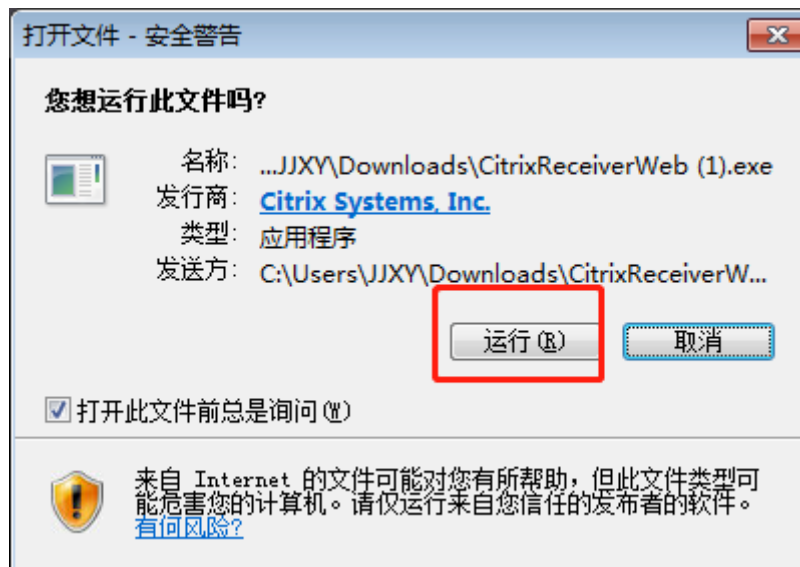 打开文件 - 安全警告
您想运行此文件吗?
名称: ...JJXY\Downloads\CitrixReceiverWeb (1).exe
发行商: Citrix Systems, Inc.
类型: 应用程序
发送方: C:\Users\JJXY\Downloads\CitrixReceiverW...
运行(R) 取消
打开此文件前总是询问(W)
来自 Internet 的文件可能对您有所帮助，但此文件类型可
能危害您的计算机。请仅运行来自您信任的发布者的软件。
有何风险?